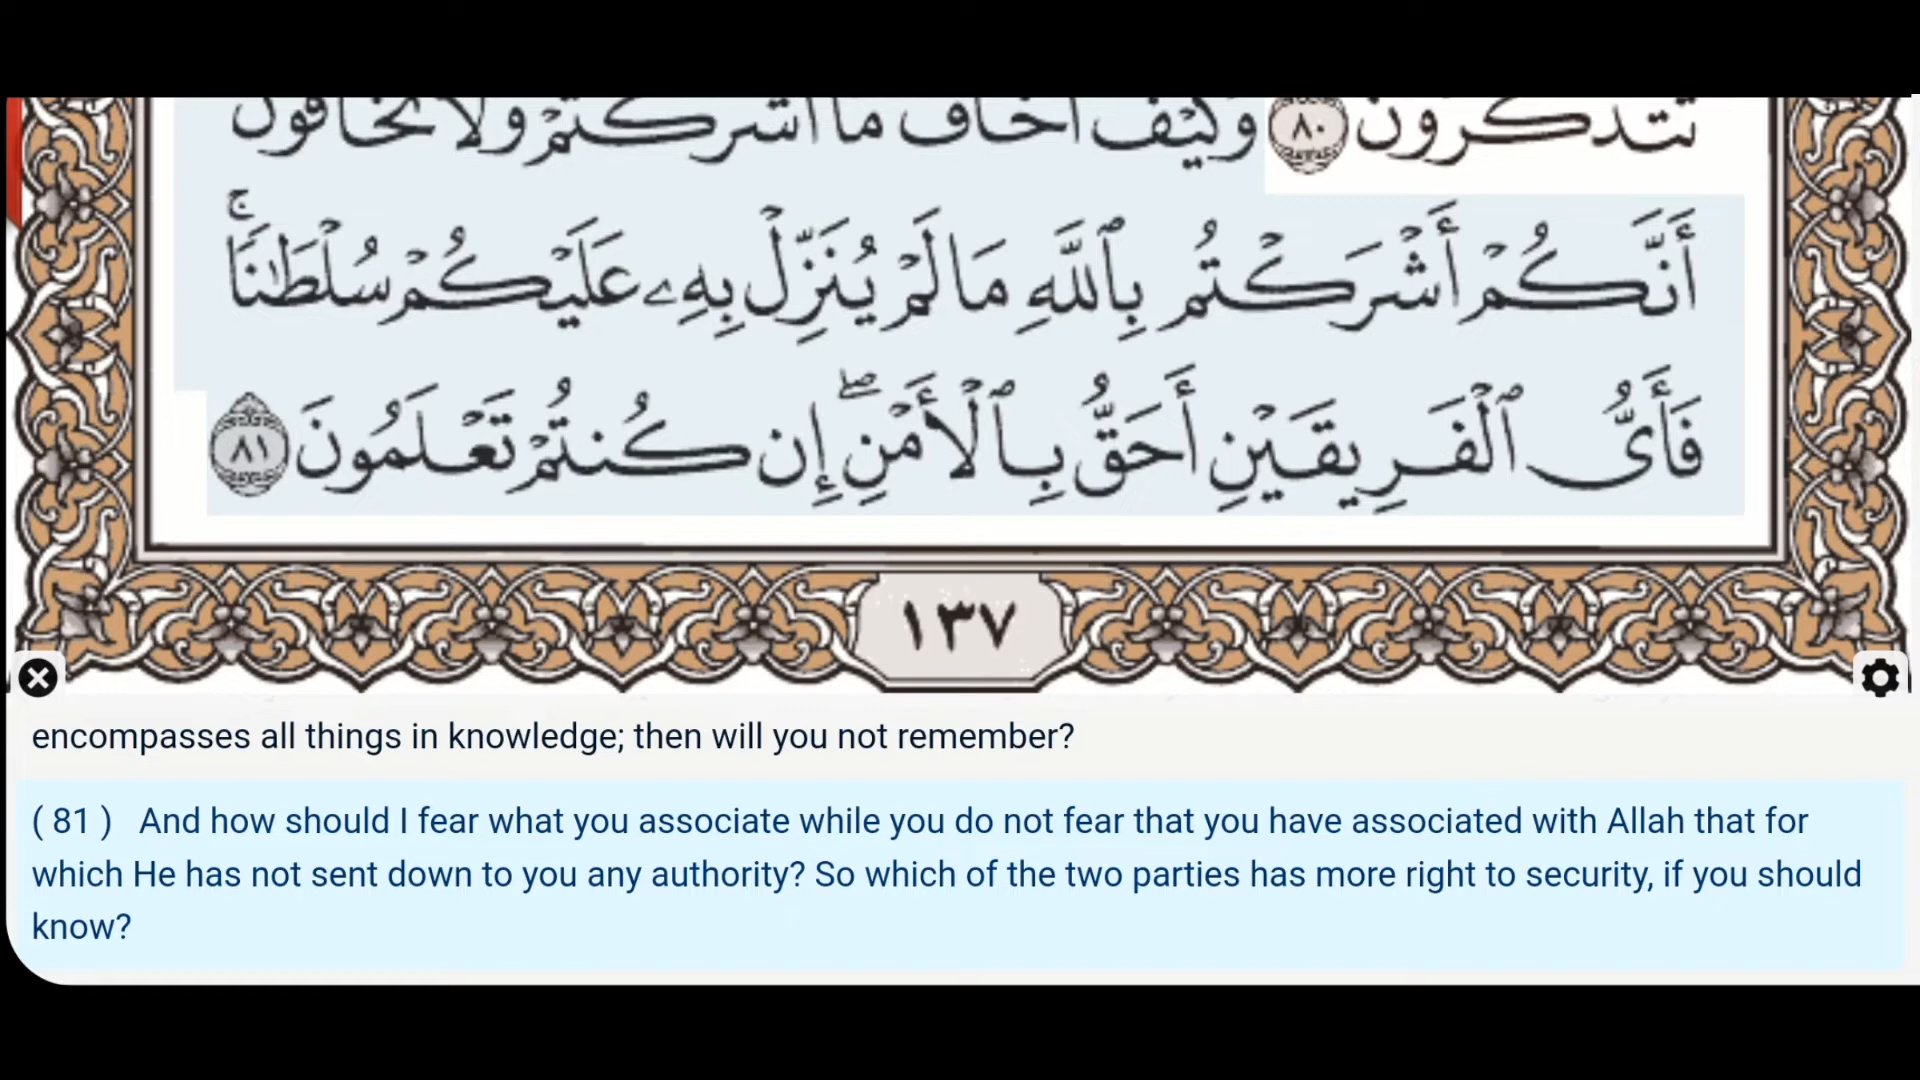 تَتَذَكَّرُونَ ٨٠ وَكَيْفَ أَخَافُ مَا أَشْرَكْتُمْ وَلَا تَخَافُونَ
أَنَّكُمْ أَشْرَكْتُم بِٱللَّهِ مَا لَمْ يُنَزِّلْ بِهِۦ عَلَيْكُمْ سُلْطَٰنًاۚ
فَأَىُّ ٱلْفَرِيقَيْنِ أَحَقُّ بِٱلْأَمْنِۖ إِن كُنتُمْ تَعْلَمُونَ ٨١
١٣٧
encompasses all things in knowledge; then will you not remember?
( 81 ) And how should I fear what you associate while you do not fear that you have associated with Allah that for
which He has not sent down to you any authority? So which of the two parties has more right to security, if you should
know?